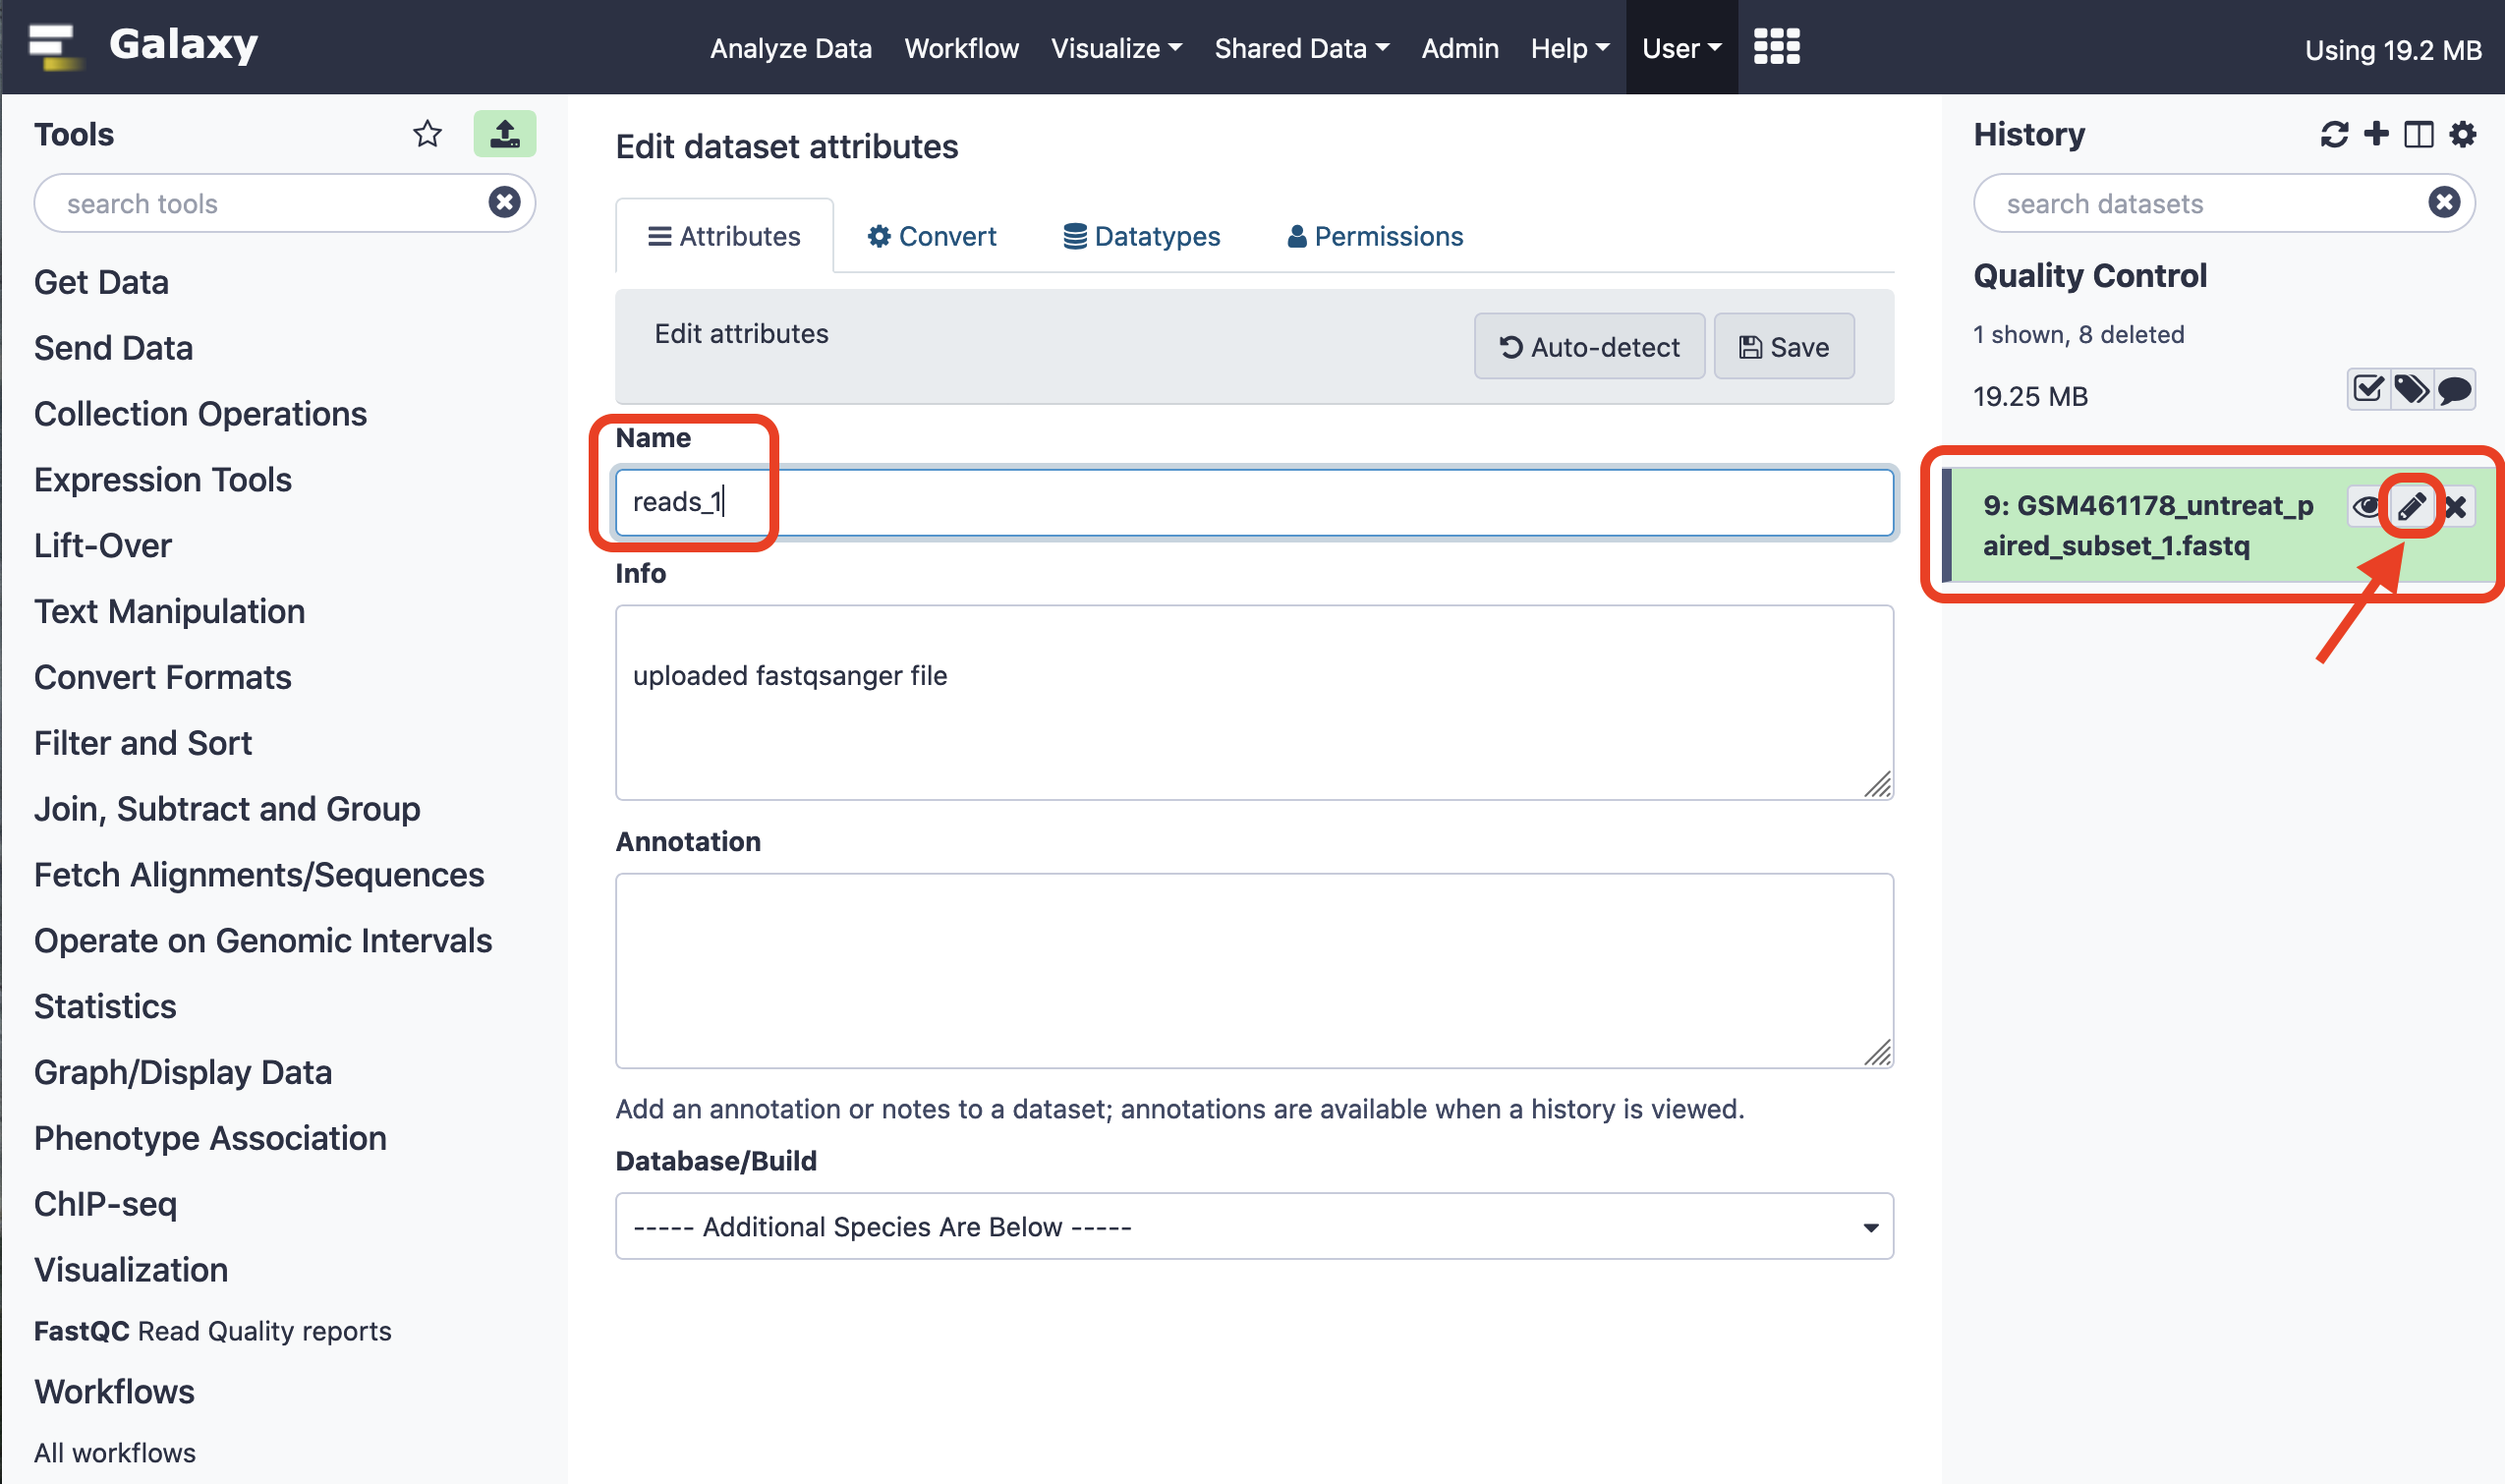 Galaxy
Analyze Data Workflow Visualize Shared Data Admin Help User
Using 19.2 MB
Tools
search tools
Get Data
Send Data
Collection Operations
Expression Tools
Lift-Over
Text Manipulation
Convert Formats
Filter and Sort
Join, Subtract and Group
Fetch Alignments/Sequences
Operate on Genomic Intervals
Statistics
Graph/Display Data
Phenotype Association
ChIP-seq
Visualization
FastQC Read Quality reports
Workflows
All workflows
Edit dataset attributes
Attributes Convert Datatypes Permissions
Edit attributes
Auto-detect Save
Name
reads_1
Info
uploaded fastqsanger file
Annotation
Add an annotation or notes to a dataset; annotations are available when a history is viewed.
Database/Build
----- Additional Species Are Below -----
History
search datasets
Quality Control
1 shown, 8 deleted
19.25 MB
9: GSM461178_untreat_p
aired_subset_1.fastq